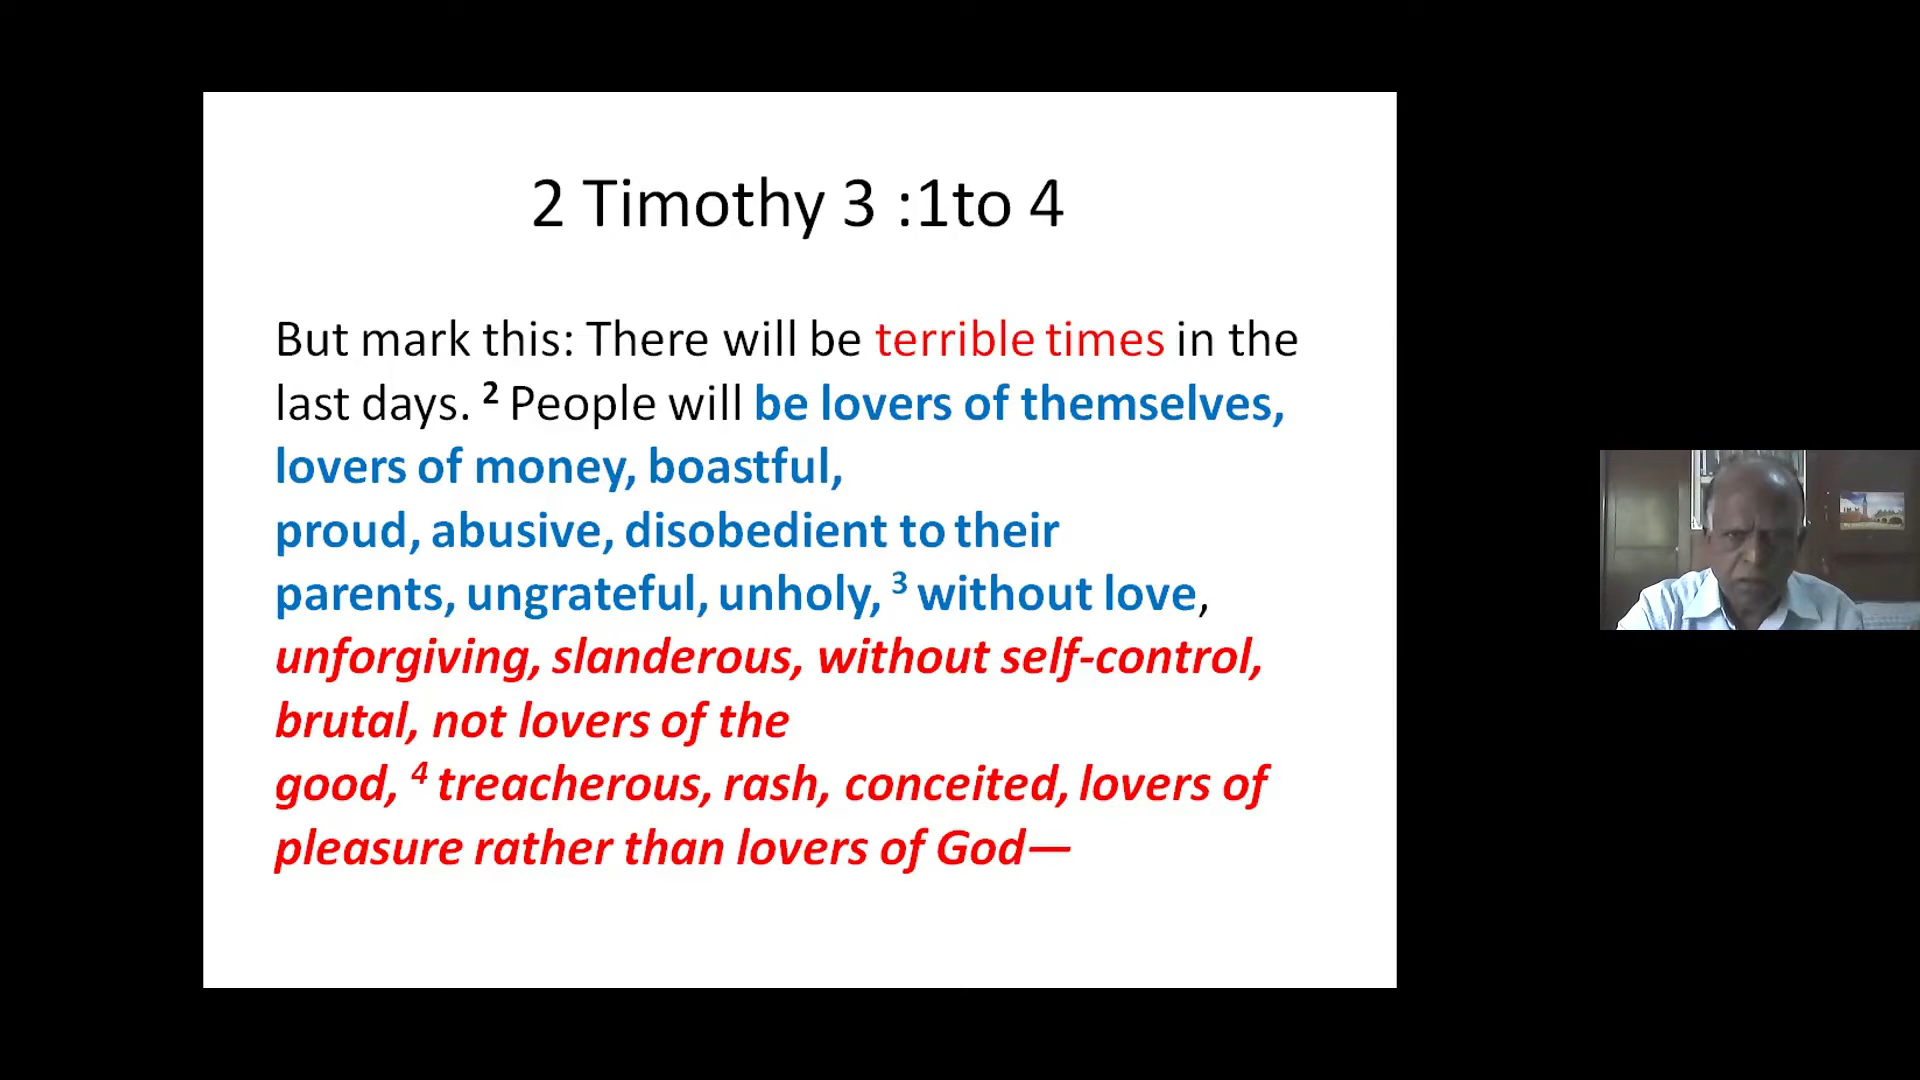 2 Timothy 3 :1to 4
But mark this: There will be terrible times in the
last days. ² People will be lovers of themselves,
lovers of money, boastful,
proud, abusive, disobedient to their
parents, ungrateful, unholy, ³ without love,
unforgiving, slanderous, without self-control,
brutal, not lovers of the
good, ⁴ treacherous, rash, conceited, lovers of
pleasure rather than lovers of God—